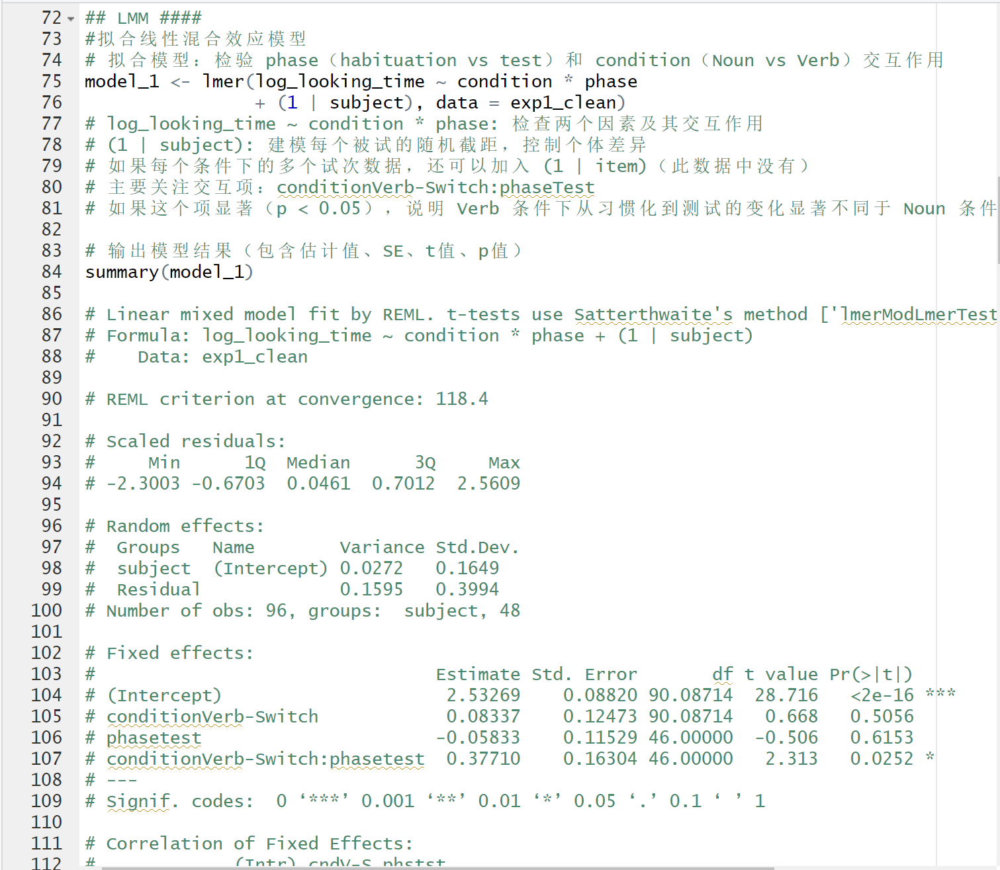 72 ## LMM ####
73 #拟合线性混合效应模型
74 # 拟合模型：检验 phase（habituation vs test）和 condition（Noun vs Verb）交互作用
75 model_1 <- lmer(log_looking_time ~ condition * phase
76                 + (1 | subject), data = exp1_clean)
77 # log_looking_time ~ condition * phase: 检查两个因素及其交互作用
78 # (1 | subject): 建模每个被试的随机截距，控制个体差异
79 # 如果每个条件下的多个试次数据，还可以加入 (1 | item)（此数据中没有）
80 # 主要关注交互项：conditionVerb-Switch:phaseTest
81 # 如果这个项显著（p < 0.05），说明 Verb 条件下从习惯化到测试的变化显著不同于 Noun 条件
82
83 # 输出模型结果（包含估计值、SE、t值、p值）
84 summary(model_1)
85
86 # Linear mixed model fit by REML. t-tests use Satterthwaite's method ['lmerModLmerTest
87 # Formula: log_looking_time ~ condition * phase + (1 | subject)
88 #    Data: exp1_clean
89
90 # REML criterion at convergence: 118.4
91
92 # Scaled residuals:
93 #     Min      1Q  Median      3Q     Max
94 # -2.3003 -0.6703  0.0461  0.7012  2.5609
95
96 # Random effects:
97 #  Groups   Name        Variance Std.Dev.
98 #  subject  (Intercept) 0.0272   0.1649
99 #  Residual             0.1595   0.3994
100 # Number of obs: 96, groups:  subject, 48
101
102 # Fixed effects:
103 #                                Estimate Std. Error       df t value Pr(>|t|)
104 # (Intercept)                     2.53269    0.08820 90.08714  28.716   <2e-16 ***
105 # conditionVerb-Switch            0.08337    0.12473 90.08714   0.668   0.5056
106 # phasetest                      -0.05833    0.11529 46.00000  -0.506   0.6153
107 # conditionVerb-Switch:phasetest  0.37710    0.16304 46.00000   2.313   0.0252 *
108 # ---
109 # Signif. codes:  0 ‘***’ 0.001 ‘**’ 0.01 ‘*’ 0.05 ‘.’ 0.1 ‘ ’ 1
110
111 # Correlation of Fixed Effects:
112 #             (Intr) cndV-S phstst